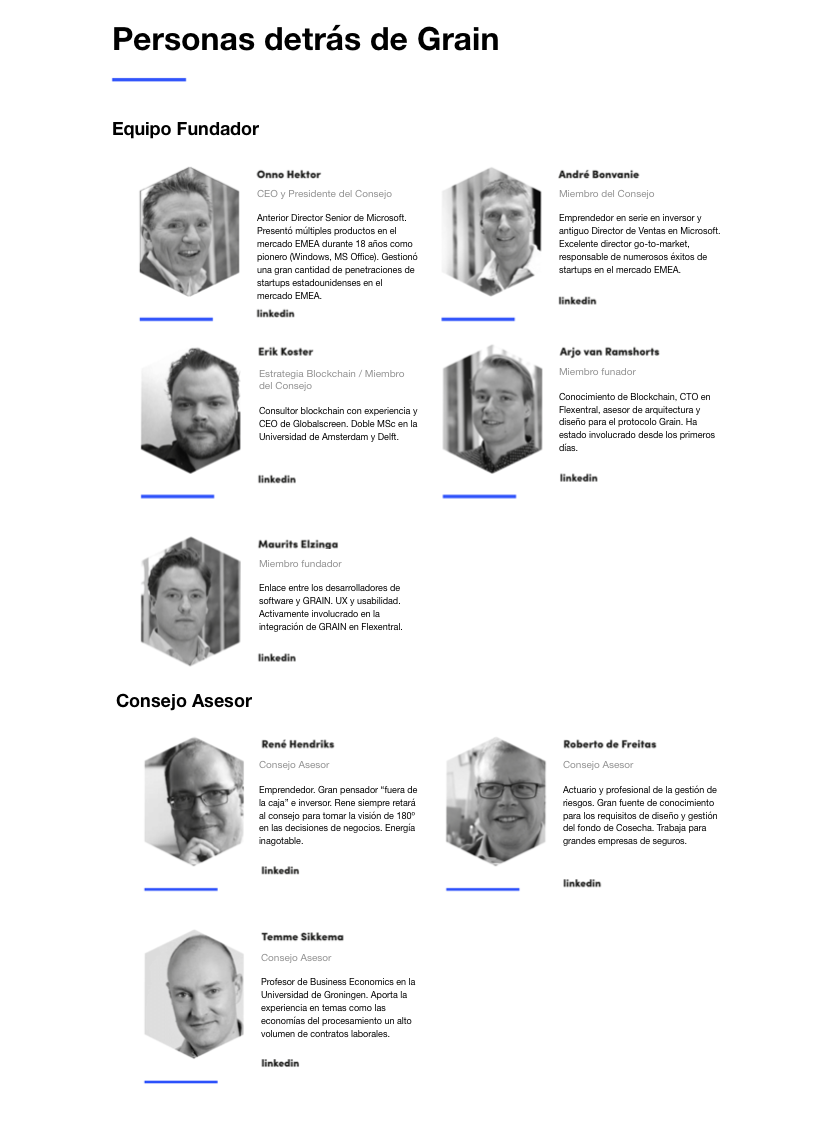 Personas detrás de Grain
Equipo Fundador
Onno Hektor
CEO y Presidente del Consejo
Anterior Director Senior de Microsoft.
Presentó múltiples productos en el
mercado EMEA durante 18 años como
pionero (Windows, MS Office). Gestionó
una gran cantidad de penetraciones de
startups estadounidenses en el
mercado EMEA.
linkedin
André Bonvanie
Miembro del Consejo
Emprendedor en serie en inversor y
antiguo Director de Ventas en Microsoft.
Excelente director go-to-market,
responsable de numerosos éxitos de
startups en el mercado EMEA.
linkedin
Erik Koster
Estrategia Blockchain / Miembro
del Consejo
Consultor blockchain con experiencia y
CEO de Globalscreen. Doble MSc en la
Universidad de Amsterdam y Delft.
linkedin
Arjo van Ramshorts
Miembro funador
Conocimiento de Blockchain, CTO en
Flexentral, asesor de arquitectura y
diseño para el protocolo Grain. Ha
estado involucrado desde los primeros
días.
linkedin
Maurits Elzinga
Miembro fundador
Enlace entre los desarrolladores de
software y GRAIN. UX y usabilidad.
Activamente involucrado en la
integración de GRAIN en Flexentral.
linkedin
Consejo Asesor
René Hendriks
Consejo Asesor
Emprendedor. Gran pensador “fuera de
la caja” e inversor. Rene siempre retará
al consejo para tomar la visión de 180º
en las decisiones de negocios. Energía
inagotable.
linkedin
Roberto de Freitas
Consejo Asesor
Actuario y profesional de la gestión de
riesgos. Gran fuente de conocimiento
para los requisitos de diseño y gestión
del fondo de Cosecha. Trabaja para
grandes empresas de seguros.
linkedin
Temme Sikkema
Consejo Asesor
Profesor de Business Economics en la
Universidad de Groningen. Aporta la
experiencia en temas como las
economías del procesamiento un alto
volumen de contratos laborales.
linkedin